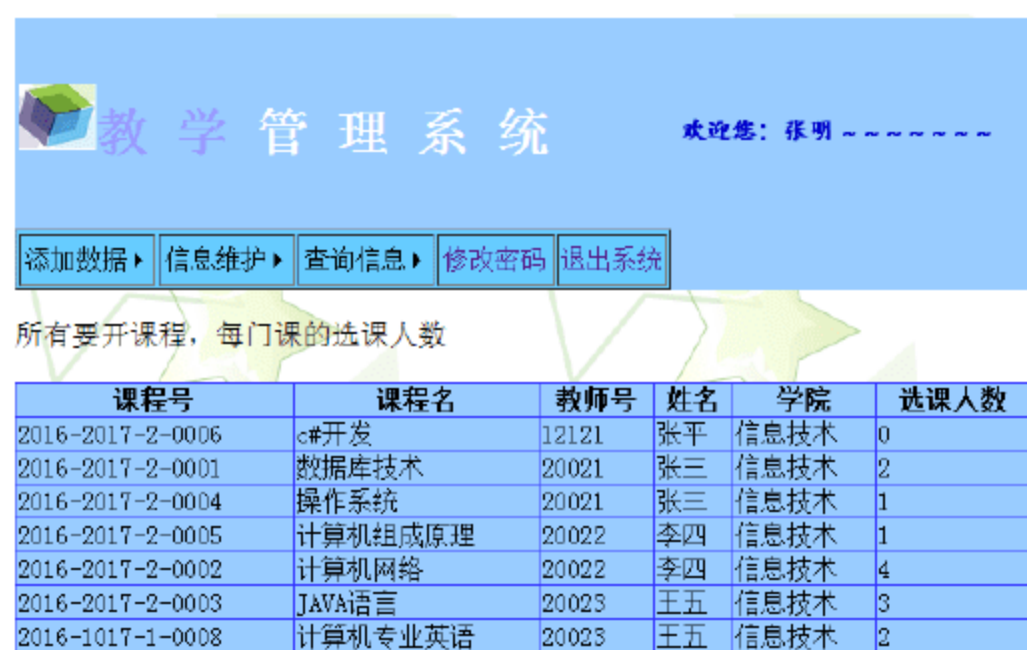 教学管理系统 欢迎您：张明～～～～～～～
添加数据▸ 信息维护▸ 查询信息▸ 修改密码 退出系统
所有要开课程，每门课的选课人数
课程号 课程名 教师号 姓名 学院 选课人数
2016-2017-2-0006 c#开发 12121 张平 信息技术 0
2016-2017-2-0001 数据库技术 20021 张三 信息技术 2
2016-2017-2-0004 操作系统 20021 张三 信息技术 1
2016-2017-2-0005 计算机组成原理 20022 李四 信息技术 1
2016-2017-2-0002 计算机网络 20022 李四 信息技术 4
2016-2017-2-0003 JAVA语言 20023 王五 信息技术 3
2016-1017-1-0008 计算机专业英语 20023 王五 信息技术 2